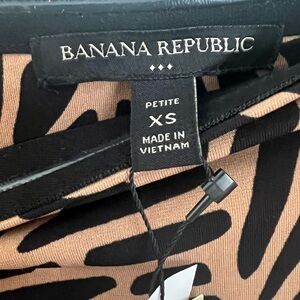 BANANA REPUBLIC
PETITE
XS
MADE IN
VIETNAM